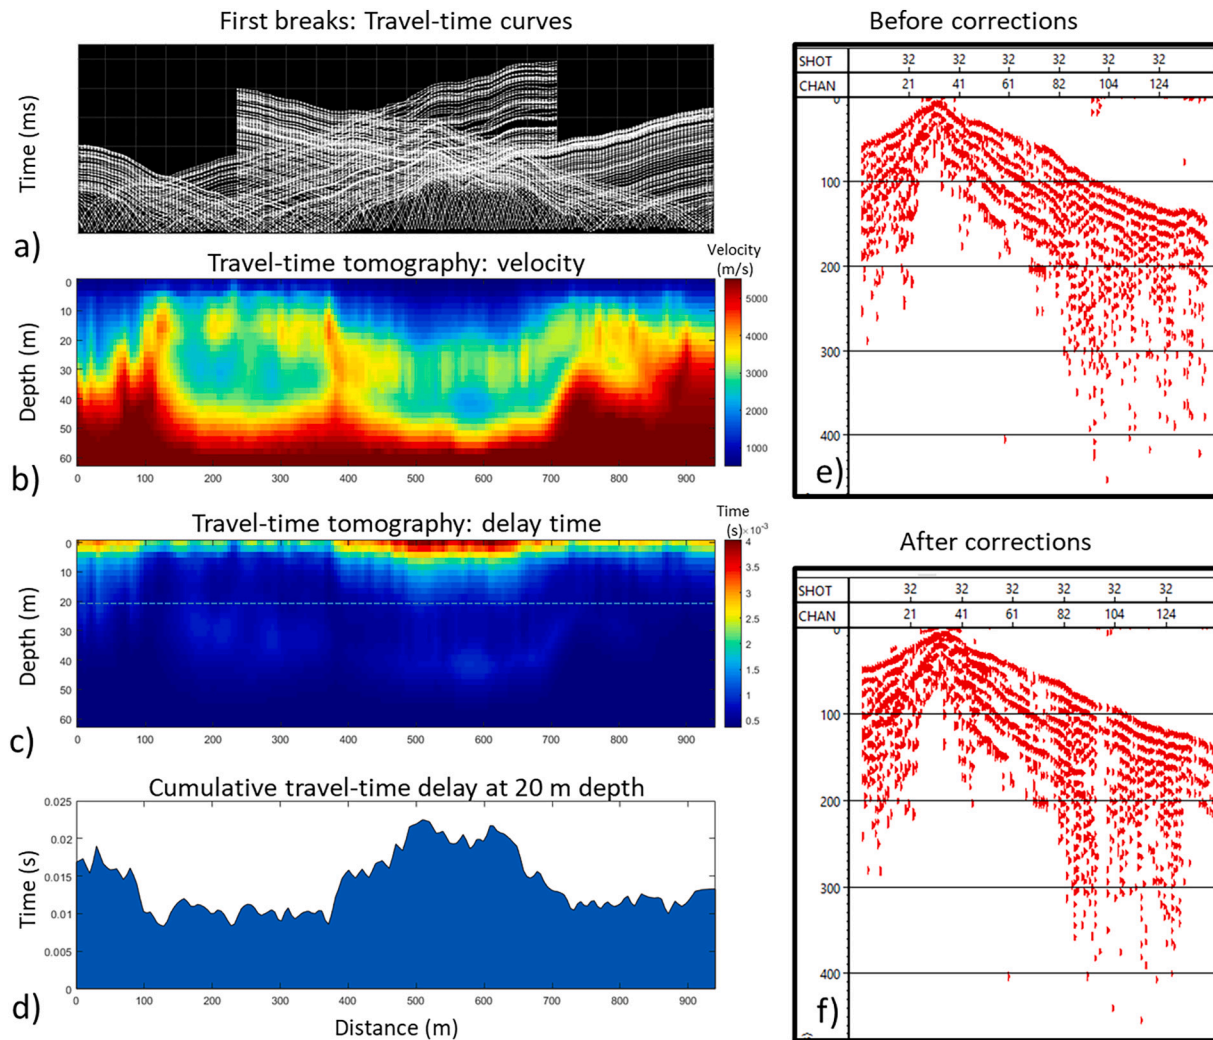 First breaks: Travel-time curves
Time (ms)
a)
Travel-time tomography: velocity
Velocity
(m/s)
0
10
20
30
40
50
60
Depth (m)
0 100 200 300 400 500 600 700 800 900
5000
4000
3000
2000
1000
b)
Travel-time tomography: delay time
Time
(s)×10⁻³
0
10
20
30
40
50
60
Depth (m)
0 100 200 300 400 500 600 700 800 900
4
3.5
3
2.5
2
1.5
1
0.5
c)
Cumulative travel-time delay at 20 m depth
0.025
0.02
0.015
0.01
0.005
0
Time (s)
0 100 200 300 400 500 600 700 800 900
Distance (m)
d)
Before corrections
SHOT 32 32 32 32 32 32
CHAN 21 41 61 82 104 124
0
100
200
300
400
e)
After corrections
SHOT 32 32 32 32 32 32
CHAN 21 41 61 82 104 124
0
100
200
300
400
f)